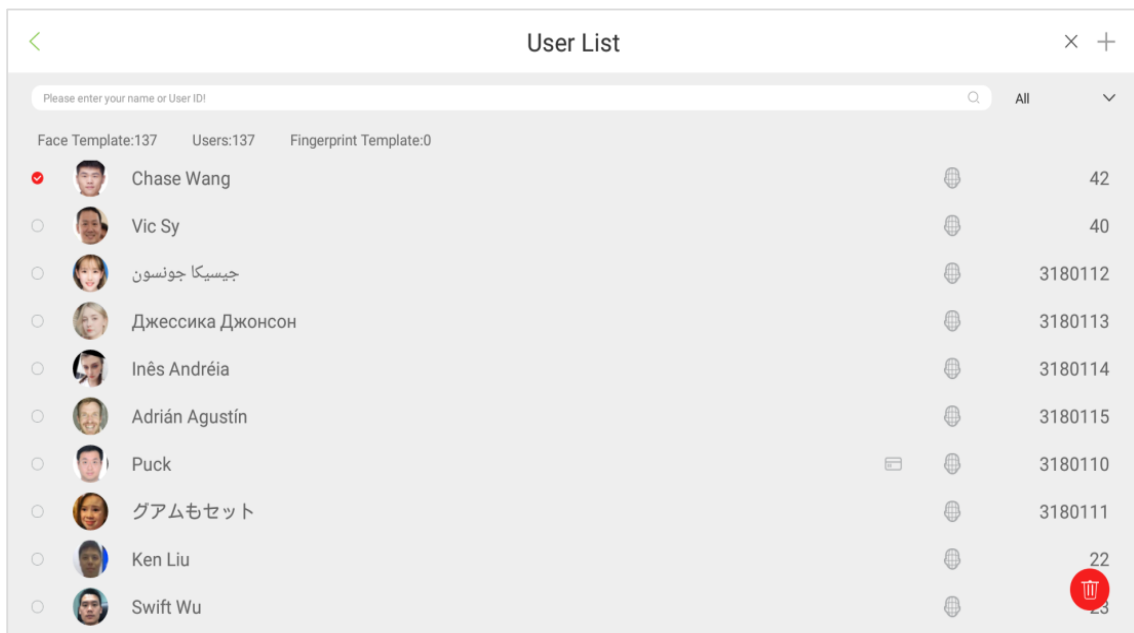 User List
Please enter your name or User ID! All
Face Template:137 Users:137 Fingerprint Template:0
Chase Wang 42
Vic Sy 40
جيسيكا جونسون 3180112
Джессика Джонсон 3180113
Inês Andréia 3180114
Adrián Agustín 3180115
Puck 3180110
グアムもセット 3180111
Ken Liu 22
Swift Wu 23